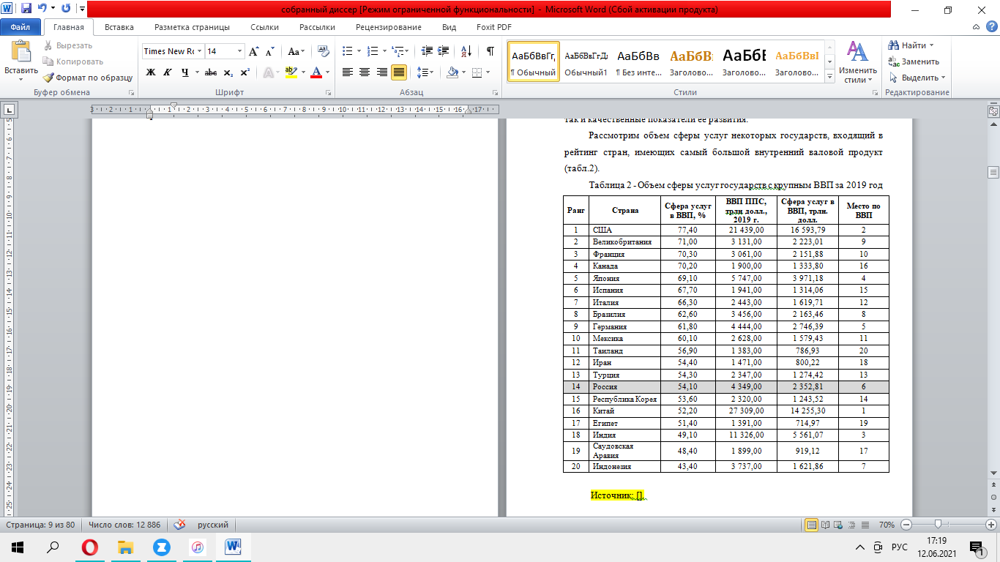 собранный диссер [Режим ограниченной функциональности] - Microsoft Word (Сбой активации продукта)
Файл Главная Вставка Разметка страницы Ссылки Рассылки Рецензирование Вид Foxit PDF
Вставить
Вырезать
Копировать
Формат по образцу
Буфер обмена
Times New Rc 14
Ж К Ч abc x₂ x² A ab A
Шрифт
Абзац
АаБбВвГг, АаБбВвГгДд АаБбВв АаБбВ АаБбВ АаБбВвГ
¶ Обычный Обычный1 ¶ Без инте... Заголово... Заголово... Заголово...
Стили
Изменить стили
Найти
Заменить
Выделить
Редактирование
так и качественные показатели ее развития.
Рассмотрим объем сферы услуг некоторых государств, входящий в
рейтинг стран, имеющих самый большой внутренний валовой продукт
(табл.2).
Таблица 2 - Объем сферы услуг государств с крупным ВВП за 2019 год
Ранг Страна Сфера услуг в ВВП, % ВВП ППС, трлн долл., 2019 г. Сфера услуг в ВВП, трлн. долл. Место по ВВП
1 США 77,40 21 439,00 16 593,79 2
2 Великобритания 71,00 3 131,00 2 223,01 9
3 Франция 70,30 3 061,00 2 151,88 10
4 Канада 70,20 1 900,00 1 333,80 16
5 Япония 69,10 5 747,00 3 971,18 4
6 Испания 67,70 1 941,00 1 314,06 15
7 Италия 66,30 2 443,00 1 619,71 12
8 Бразилия 62,60 3 456,00 2 163,46 8
9 Германия 61,80 4 444,00 2 746,39 5
10 Мексика 60,10 2 628,00 1 579,43 11
11 Таиланд 56,90 1 383,00 786,93 20
12 Иран 54,40 1 471,00 800,22 18
13 Турция 54,30 2 347,00 1 274,42 13
14 Россия 54,10 4 349,00 2 352,81 6
15 Республика Корея 53,60 2 320,00 1 243,52 14
16 Китай 52,20 27 309,00 14 255,30 1
17 Египет 51,40 1 391,00 714,97 19
18 Индия 49,10 11 326,00 5 561,07 3
19 Саудовская Аравия 48,40 1 899,00 919,12 17
20 Индонезия 43,40 3 737,00 1 621,86 7
Источник: [].
Страница: 9 из 80 Число слов: 12 886 русский 70%
РУС
17:19
12.06.2021